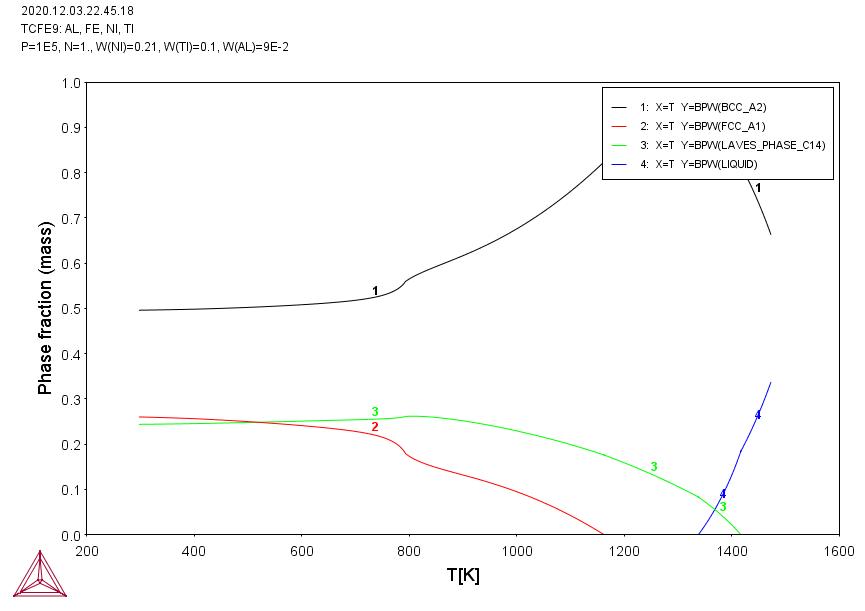 2020.12.03.22.45.18
TCFE9: AL, FE, NI, TI
P=1E5, N=1., W(NI)=0.21, W(TI)=0.1, W(AL)=9E-2
1.0
0.9
0.8
0.7
0.6
0.5
0.4
0.3
0.2
0.1
0.0
Phase fraction (mass)
1: X=T Y=BPW(BCC_A2)
2: X=T Y=BPW(FCC_A1)
3: X=T Y=BPW(LAVES_PHASE_C14)
4: X=T Y=BPW(LIQUID)
1
1
3
2
4
3
4
3
200 400 600 800 1000 1200 1400 1600
T[K]